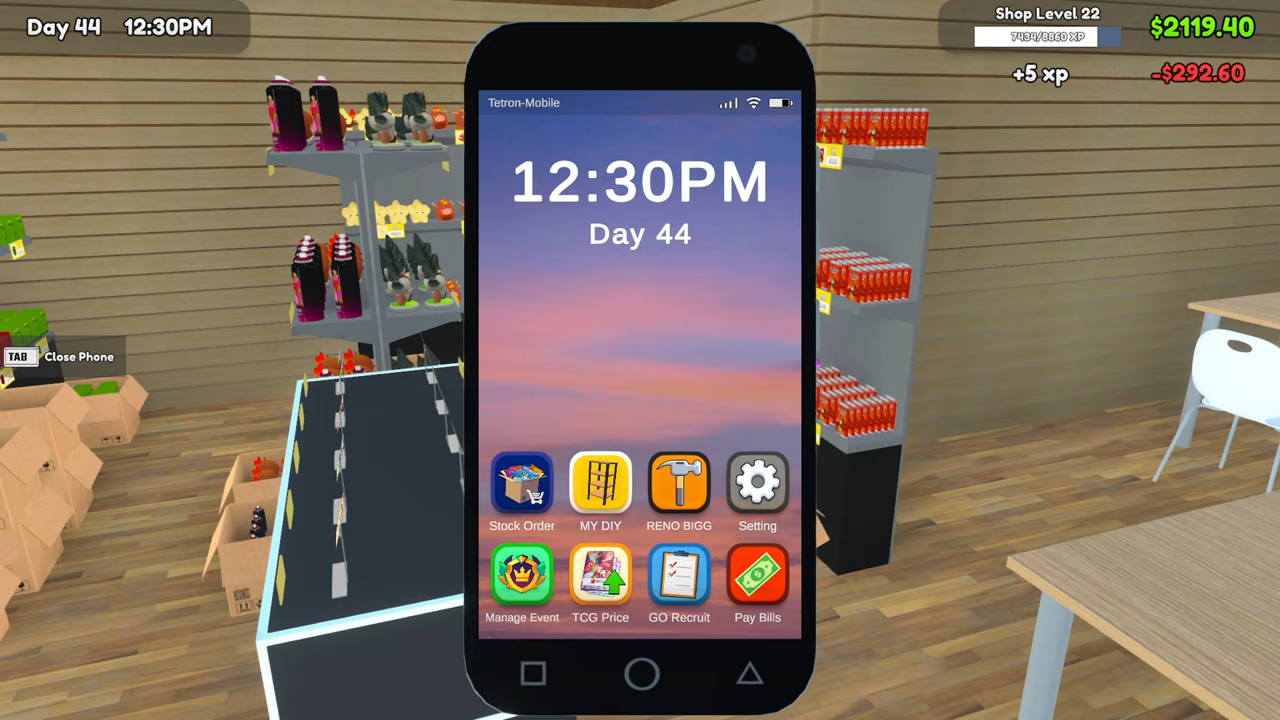 Day 44 12:30PM
Shop Level 22
7434/8860 XP
$2119.40
+5 xp
-$292.60
Tetron-Mobile
12:30PM
Day 44
TAB Close Phone
Stock Order
MY DIY
RENO BIGG
Setting
Manage Event
TCG Price
GO Recruit
Pay Bills